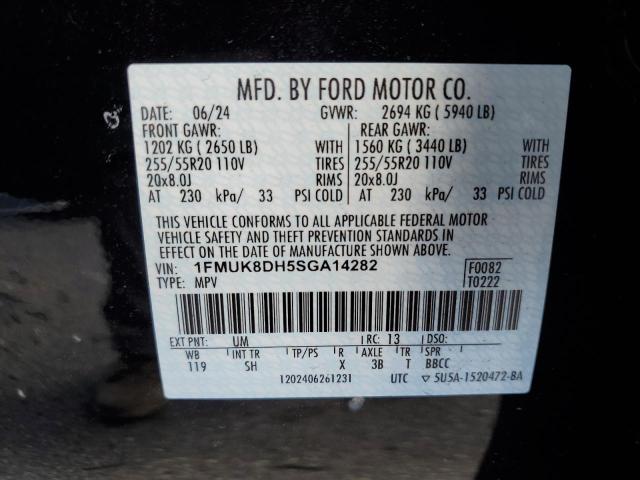 MFD. BY FORD MOTOR CO.
DATE: 06/24 GVWR: 2694 KG ( 5940 LB)
FRONT GAWR: REAR GAWR:
1202 KG ( 2650 LB) WITH 1560 KG ( 3440 LB) WITH
255/55R20 110V TIRES 255/55R20 110V TIRES
20x8.0J RIMS 20x8.0J RIMS
AT 230 kPa/ 33 PSI COLD AT 230 kPa/ 33 PSI COLD
THIS VEHICLE CONFORMS TO ALL APPLICABLE FEDERAL MOTOR
VEHICLE SAFETY AND THEFT PREVENTION STANDARDS IN
EFFECT ON THE DATE OF MANUFACTURE SHOWN ABOVE.
VIN: 1FMUK8DH5SGA14282 F0082
TYPE: MPV T0222
EXT PNT: UM RC: 13 DSO:
WB INT TR TP/PS R AXLE TR SPR
119 SH X 3B T BBCC
1202406261231 UTC ▽ 5U5A-1520472-BA